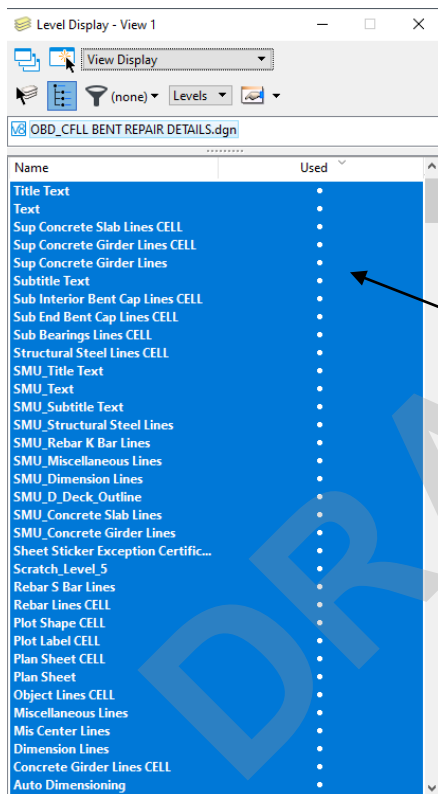 Level Display - View 1
View Display
(none) Levels
V8 OBD_CFLL BENT REPAIR DETAILS.dgn
Name Used
Title Text
Text
Sup Concrete Slab Lines CELL
Sup Concrete Girder Lines CELL
Sup Concrete Girder Lines
Subtitle Text
Sub Interior Bent Cap Lines CELL
Sub End Bent Cap Lines CELL
Sub Bearings Lines CELL
Structural Steel Lines CELL
SMU_Title Text
SMU_Text
SMU_Subtitle Text
SMU_Structural Steel Lines
SMU_Rebar K Bar Lines
SMU_Miscellaneous Lines
SMU_Dimension Lines
SMU_D_Deck_Outline
SMU_Concrete Slab Lines
SMU_Concrete Girder Lines
Sheet Sticker Exception Certific...
Scratch_Level_5
Rebar S Bar Lines
Rebar Lines CELL
Plot Shape CELL
Plot Label CELL
Plan Sheet CELL
Plan Sheet
Object Lines CELL
Miscellaneous Lines
Mis Center Lines
Dimension Lines
Concrete Girder Lines CELL
Auto Dimensioning